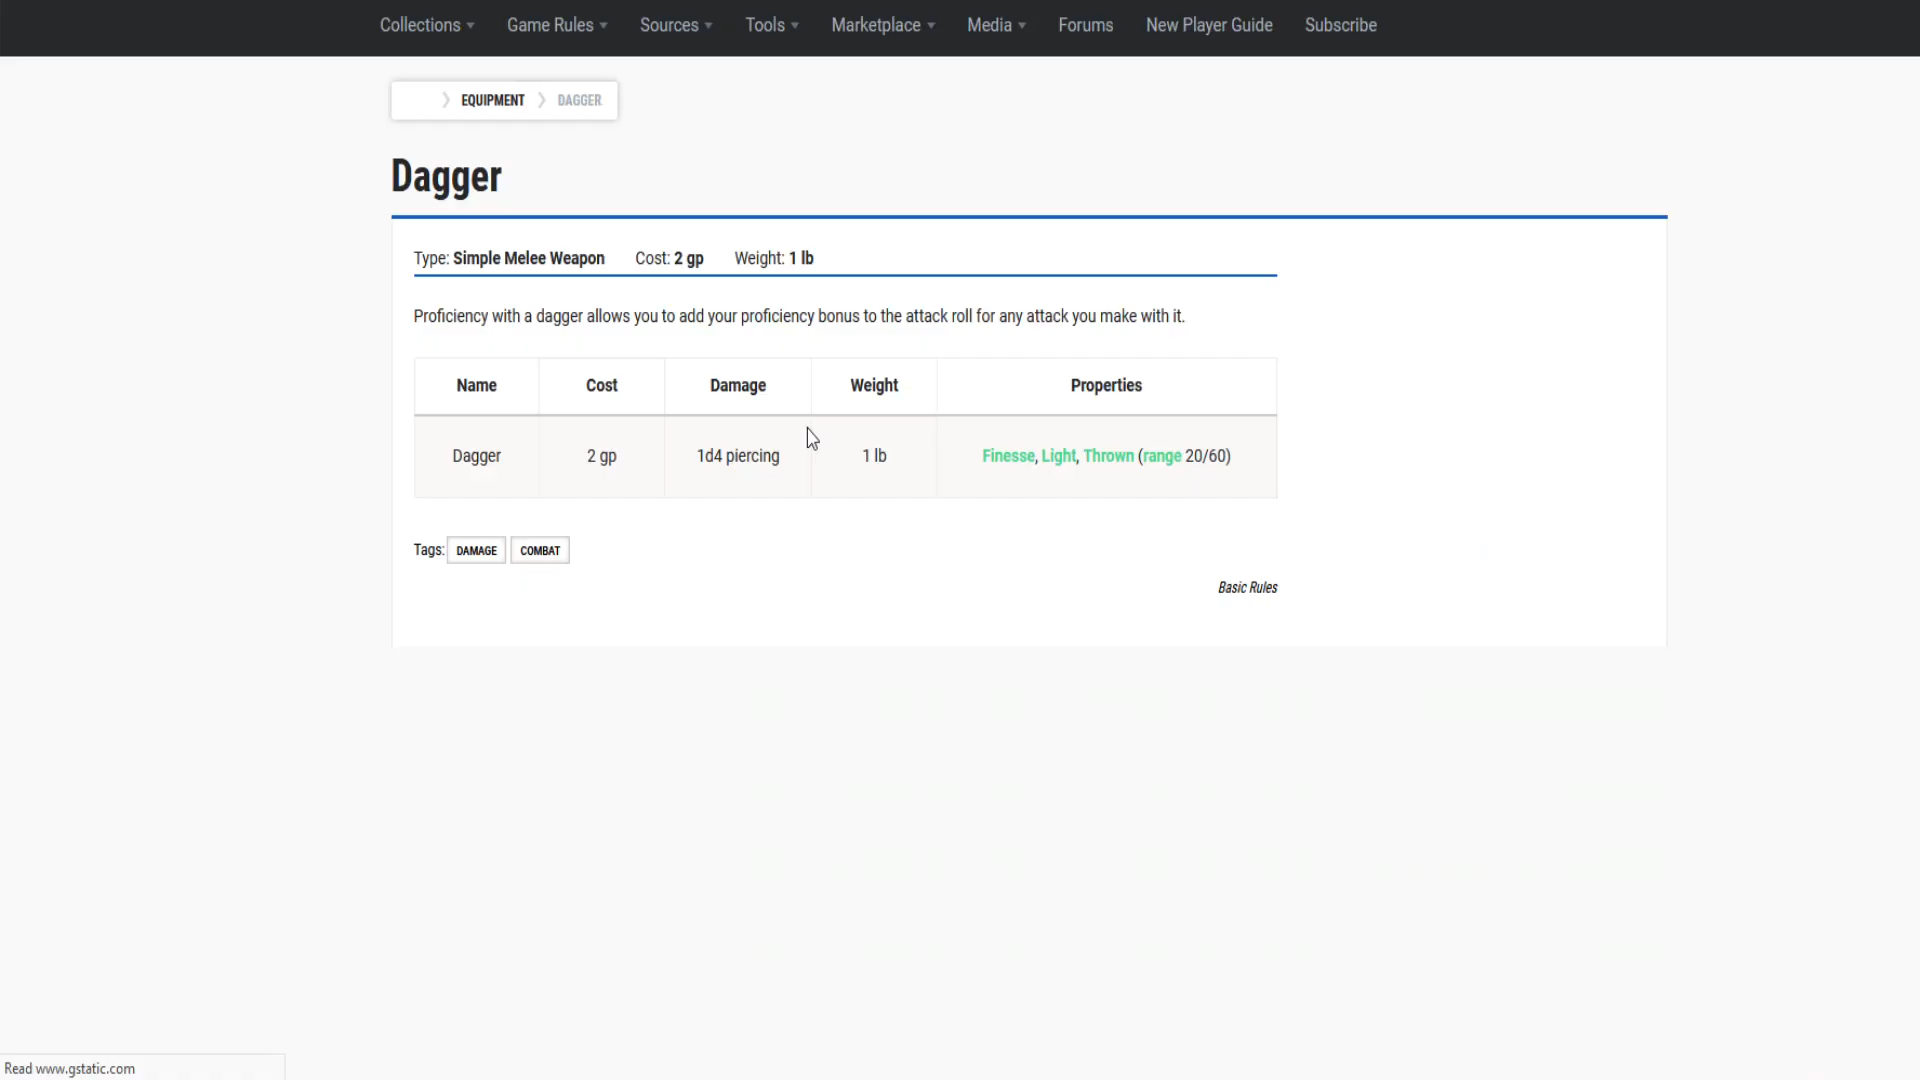 Collections Game Rules Sources Tools Marketplace Media Forums New Player Guide Subscribe
EQUIPMENT DAGGER
Dagger
Type: Simple Melee Weapon Cost: 2 gp Weight: 1 lb
Proficiency with a dagger allows you to add your proficiency bonus to the attack roll for any attack you make with it.
Name Cost Damage Weight Properties
Dagger 2 gp 1d4 piercing 1 lb Finesse, Light, Thrown (range 20/60)
Tags: DAMAGE COMBAT
Basic Rules
Read www.gstatic.com